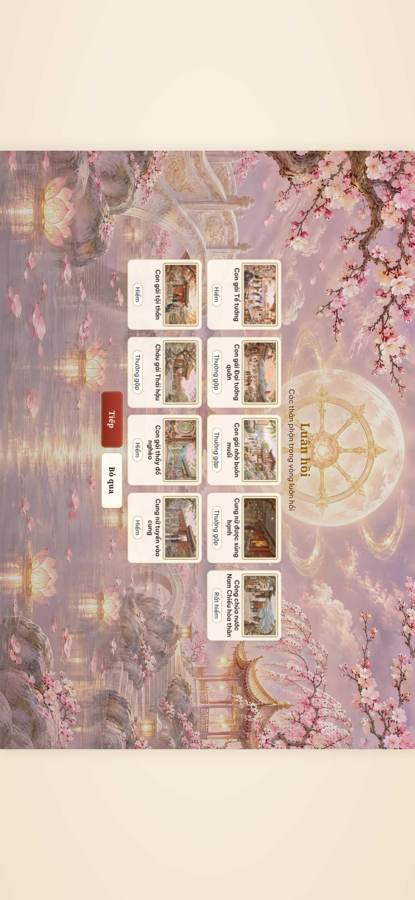 Luân hồi
Các thân phận trong vòng luân hồi
Con gái Tể tướng
Hiếm
Con gái Đại tướng
quân
Thường gặp
Con gái nhà buôn
muối
Thường gặp
Cung nữ được sủng
hạnh
Thường gặp
Công chúa nước
Nam Chiếu hòa thân
Rất hiếm
Con gái tội thần
Hiếm
Cháu gái Thái hậu
Thường gặp
Con gái thầy đồ
nghèo
Hiếm
Cung nữ tuyển vào
cung
Hiếm
Tiếp
Bỏ qua